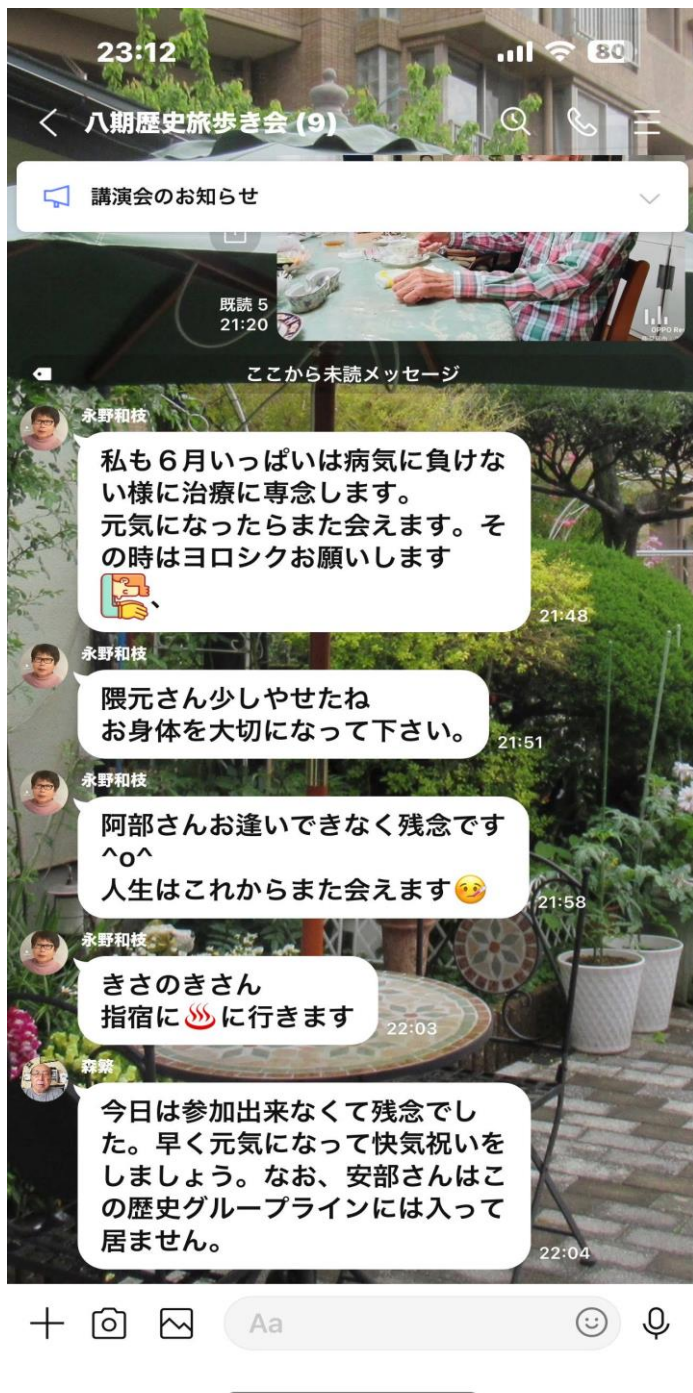 23:12
80
八期歴史旅歩き会 (9)
講演会のお知らせ
既読 5
21:20
ここから未読メッセージ
永野和枝
私も６月いっぱいは病気に負けな
い様に治療に専念します。
元気になったらまた会えます。そ
の時はヨロシクお願いします
、
21:48
永野和枝
隈元さん少しやせたね
お身体を大切になって下さい。
21:51
永野和枝
阿部さんお逢いできなく残念です
^o^
人生はこれからまた会えます🤒
21:58
永野和枝
きさのきさん
指宿に♨️に行きます
22:03
森繁
今日は参加出来なくて残念でし
た。早く元気になって快気祝いを
しましょう。なお、安部さんはこ
の歴史グループラインには入って
居ません。
22:04
Aa